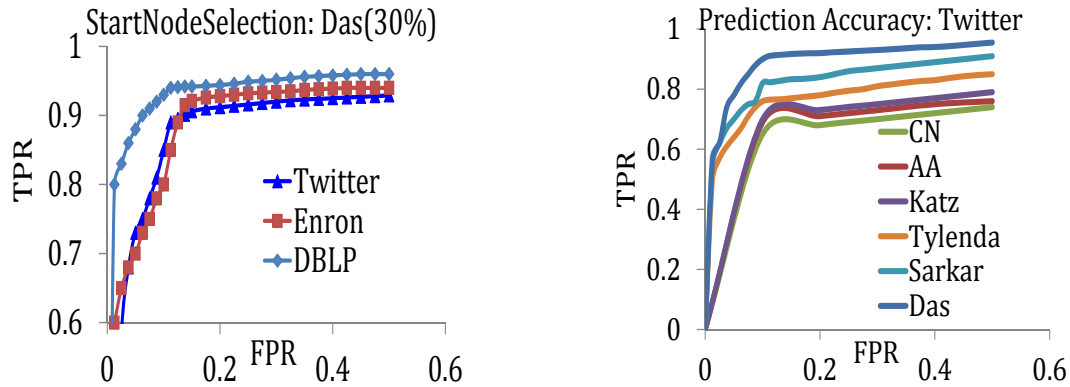 StartNodeSelection: Das(30%)
1
0.9
0.8
0.7
0.6
TPR
Twitter
Enron
DBLP
0
0.2
0.4
0.6
FPR
Prediction Accuracy: Twitter
1
0.8
0.6
0.4
0.2
0
TPR
CN
AA
Katz
Tylenda
Sarkar
Das
0
0.2
0.4
0.6
FPR